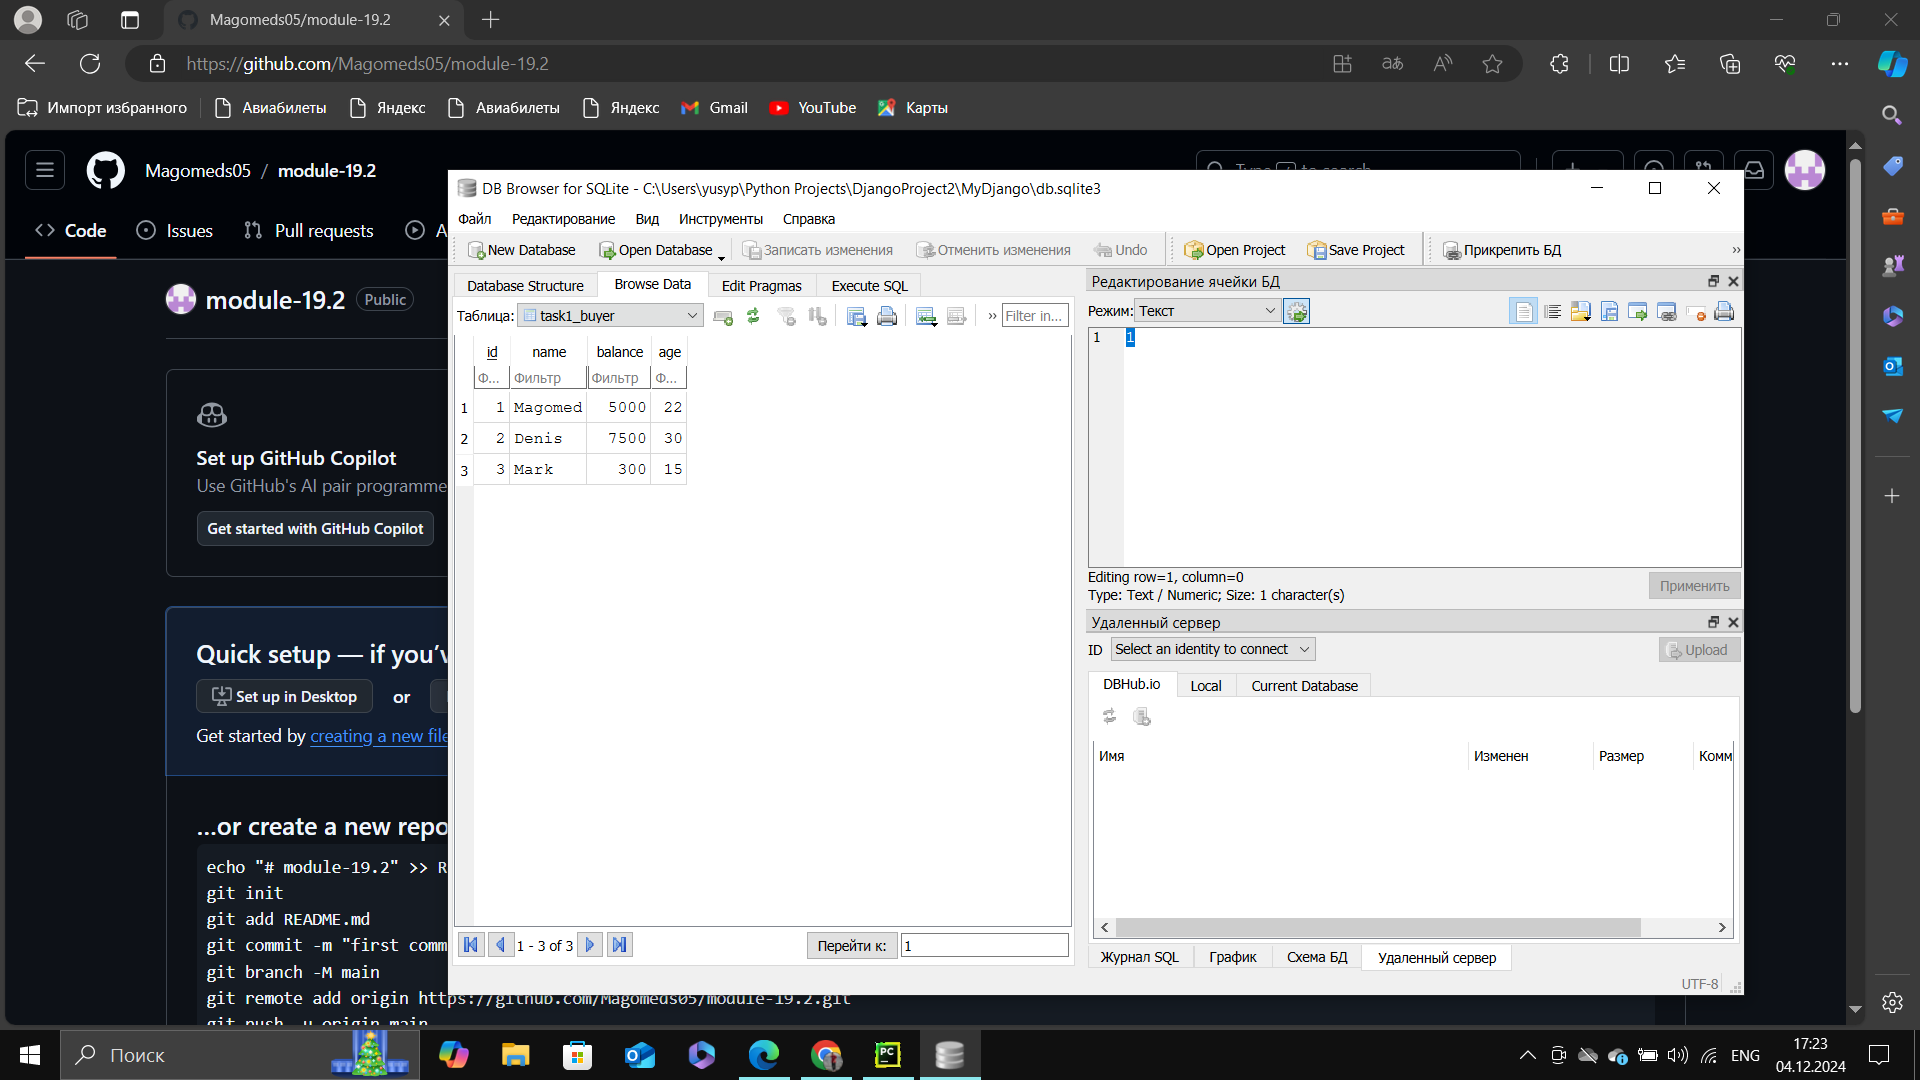 Magomeds05/module-19.2
https://github.com/Magomeds05/module-19.2
Импорт избранного
Авиабилеты
Яндекс
Авиабилеты
Яндекс
Gmail
YouTube
Карты
Magomeds05 / module-19.2
Code
Issues
Pull requests
A
module-19.2
Public
Set up GitHub Copilot
Use GitHub's AI pair programme
Get started with GitHub Copilot
Quick setup — if you'v
Set up in Desktop
or
Get started by creating a new file
...or create a new repo
echo "# module-19.2" >> R
git init
git add README.md
git commit -m "first comm
git branch -M main
git remote add origin https://github.com/Magomeds05/module-19.2.git
git push -u origin main
DB Browser for SQLite - C:\Users\yusyp\Python Projects\DjangoProject2\MyDjango\db.sqlite3
Файл
Редактирование
Вид
Инструменты
Справка
New Database
Open Database
Записать изменения
Отменить изменения
Undo
Open Project
Save Project
Прикрепить БД
»
Database Structure
Browse Data
Edit Pragmas
Execute SQL
Таблица:
task1_buyer
»
Filter in...
id name balance age
Ф... Фильтр Фильтр Ф...
1 1 Magomed 5000 22
2 2 Denis 7500 30
3 3 Mark 300 15
1 - 3 of 3
Перейти к:
1
Редактирование ячейки БД
Режим:
Текст
1 1
Editing row=1, column=0
Type: Text / Numeric; Size: 1 character(s)
Применить
Удаленный сервер
ID
Select an identity to connect
Upload
DBHub.io
Local
Current Database
Имя
Изменен
Размер
Комм
Журнал SQL
График
Схема БД
Удаленный сервер
UTF-8
Поиск
PC
ENG
17:23
04.12.2024